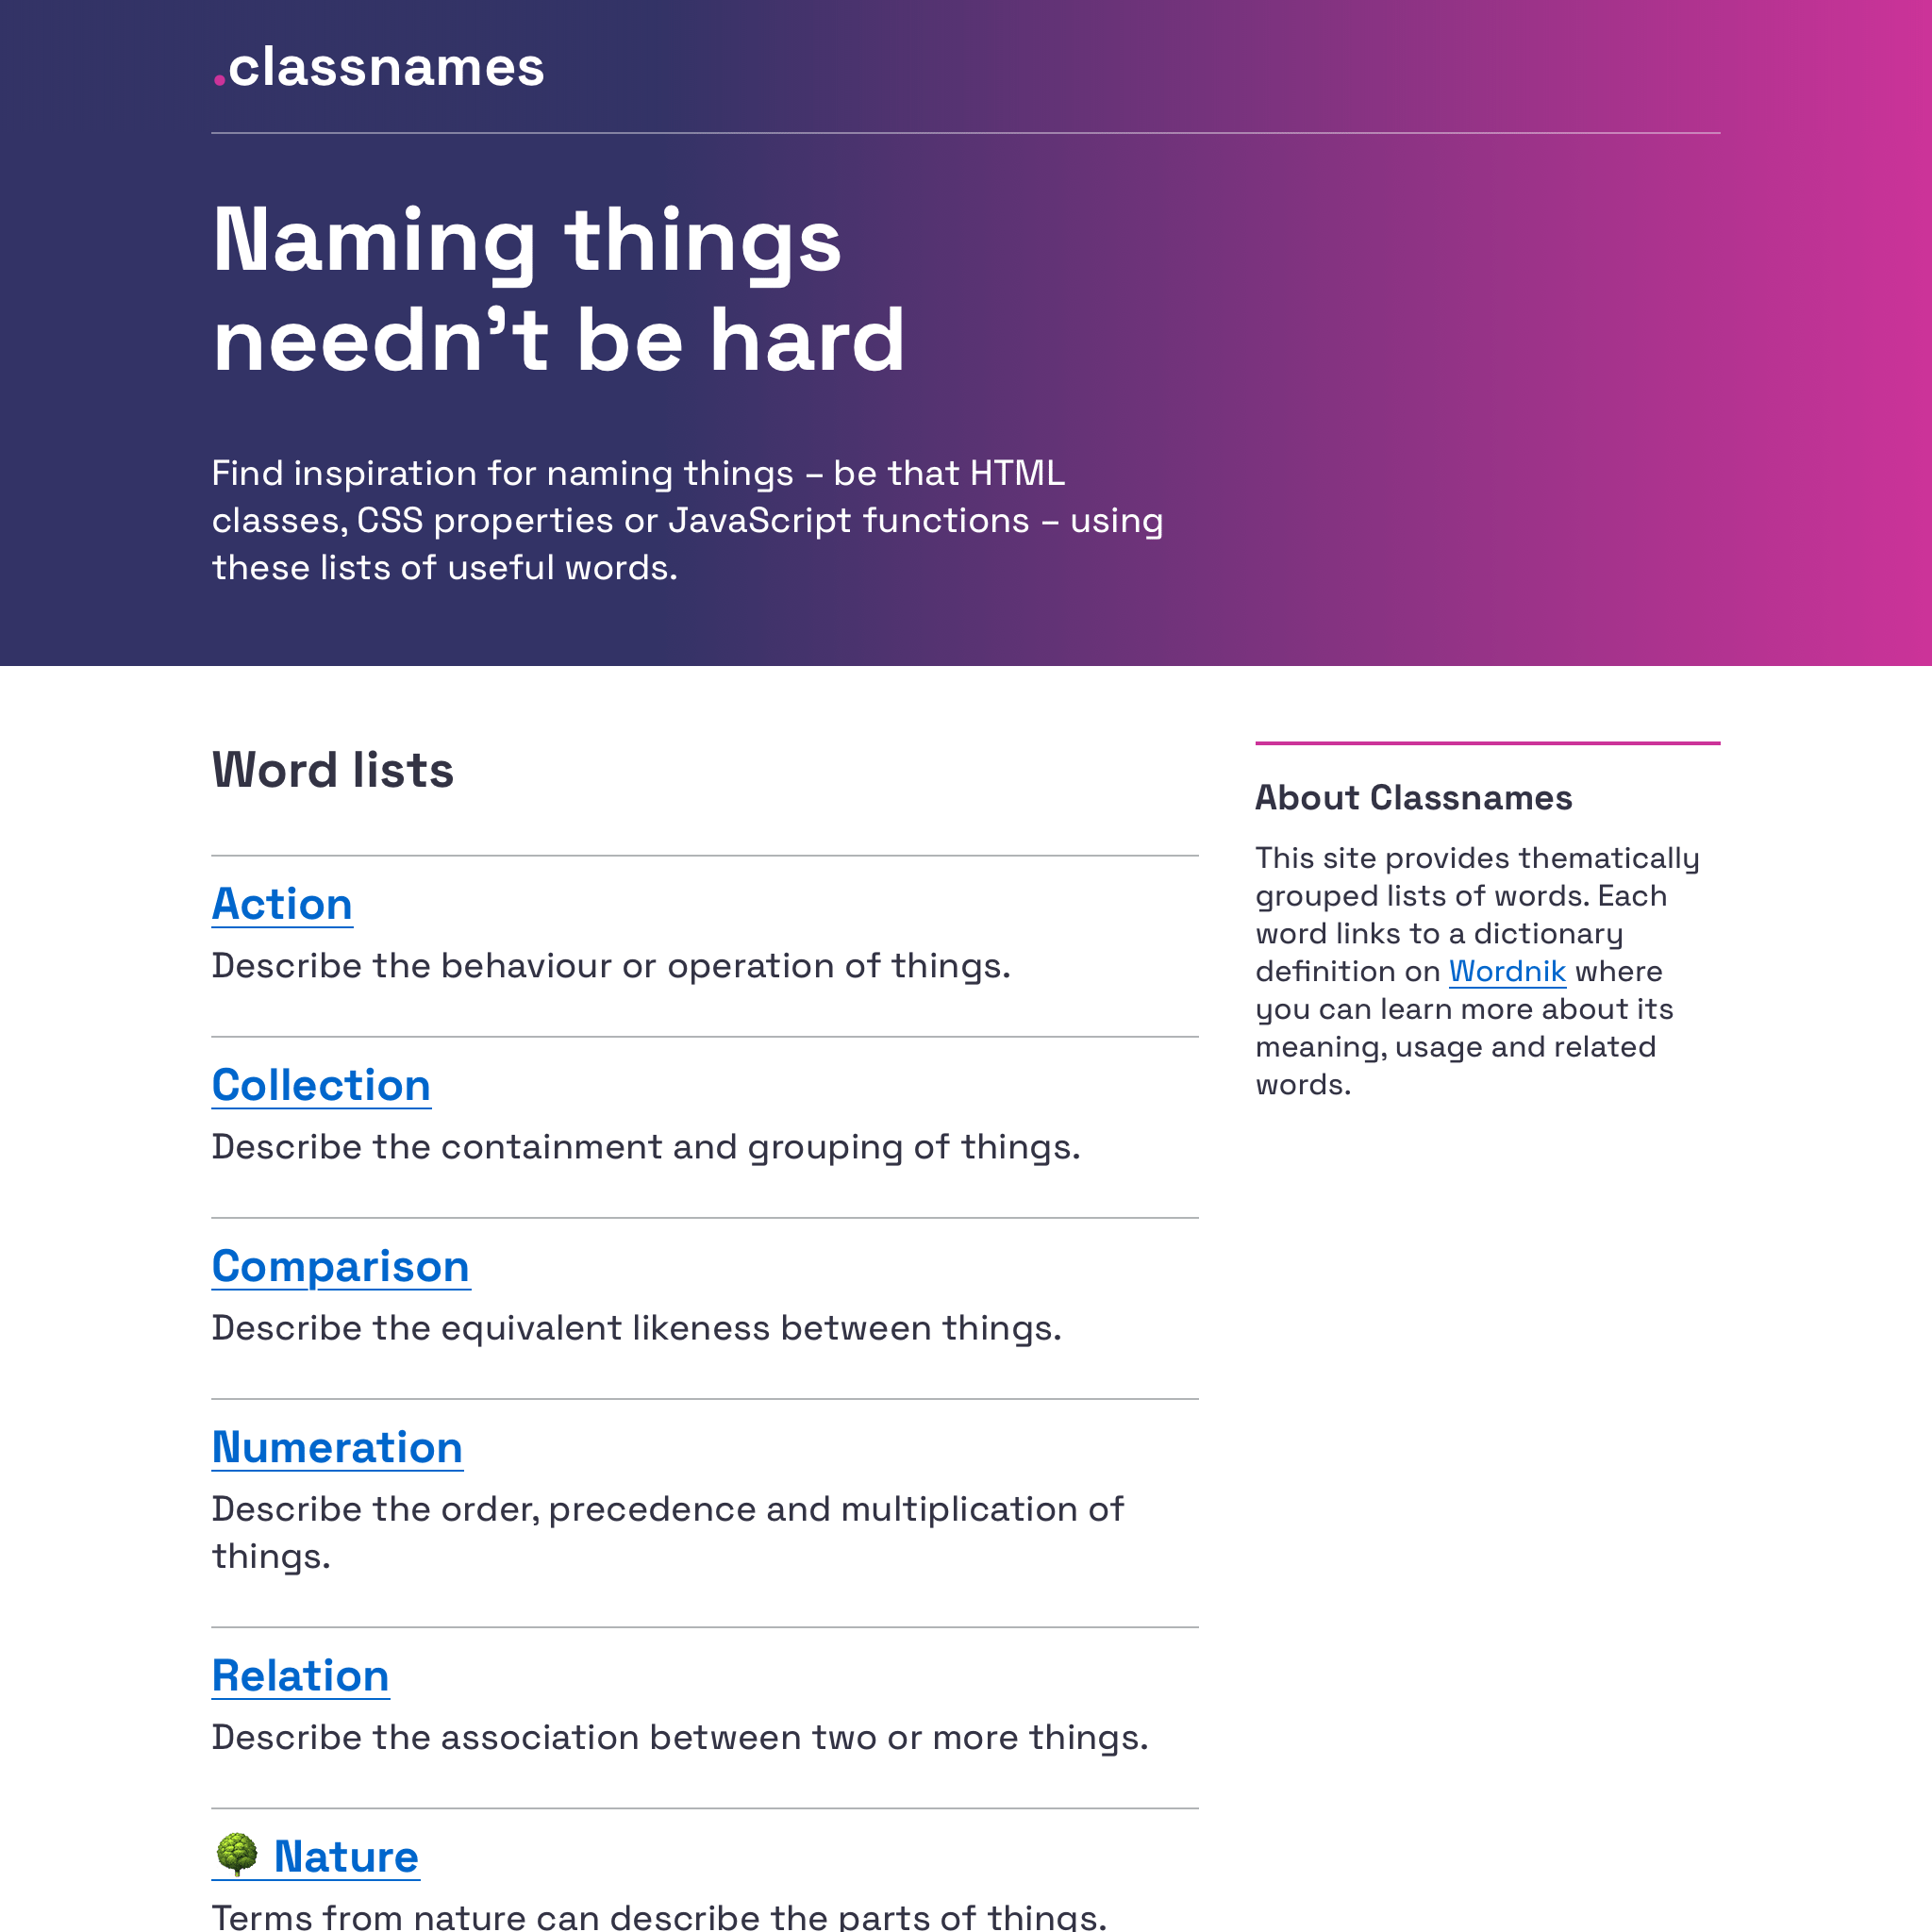 .classnames
Naming things
needn’t be hard
Find inspiration for naming things – be that HTML
classes, CSS properties or JavaScript functions – using
these lists of useful words.
Word lists
Action
Describe the behaviour or operation of things.
Collection
Describe the containment and grouping of things.
Comparison
Describe the equivalent likeness between things.
Numeration
Describe the order, precedence and multiplication of
things.
Relation
Describe the association between two or more things.
🌳 Nature
Terms from nature can describe the parts of things.
About Classnames
This site provides thematically
grouped lists of words. Each
word links to a dictionary
definition on Wordnik where
you can learn more about its
meaning, usage and related
words.